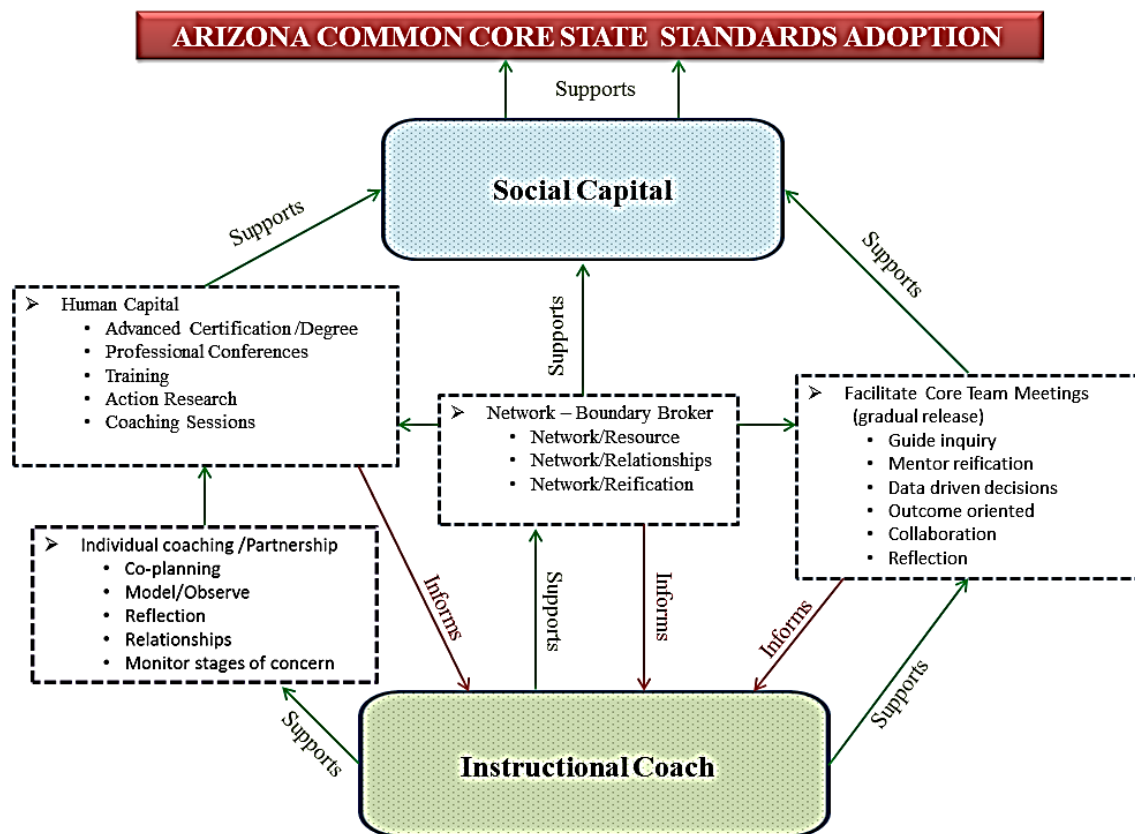 ARIZONA COMMON CORE STATE STANDARDS ADOPTION
Supports
Social Capital
Supports
Supports
Supports
➢ Human Capital
• Advanced Certification /Degree
• Professional Conferences
• Training
• Action Research
• Coaching Sessions
➢ Network – Boundary Broker
• Network/Resource
• Network/Relationships
• Network/Reification
➢ Facilitate Core Team Meetings
(gradual release)
• Guide inquiry
• Mentor reification
• Data driven decisions
• Outcome oriented
• Collaboration
• Reflection
➢ Individual coaching /Partnership
• Co-planning
• Model/Observe
• Reflection
• Relationships
• Monitor stages of concern
Informs
Supports
Informs
Informs
Supports
Supports
Instructional Coach